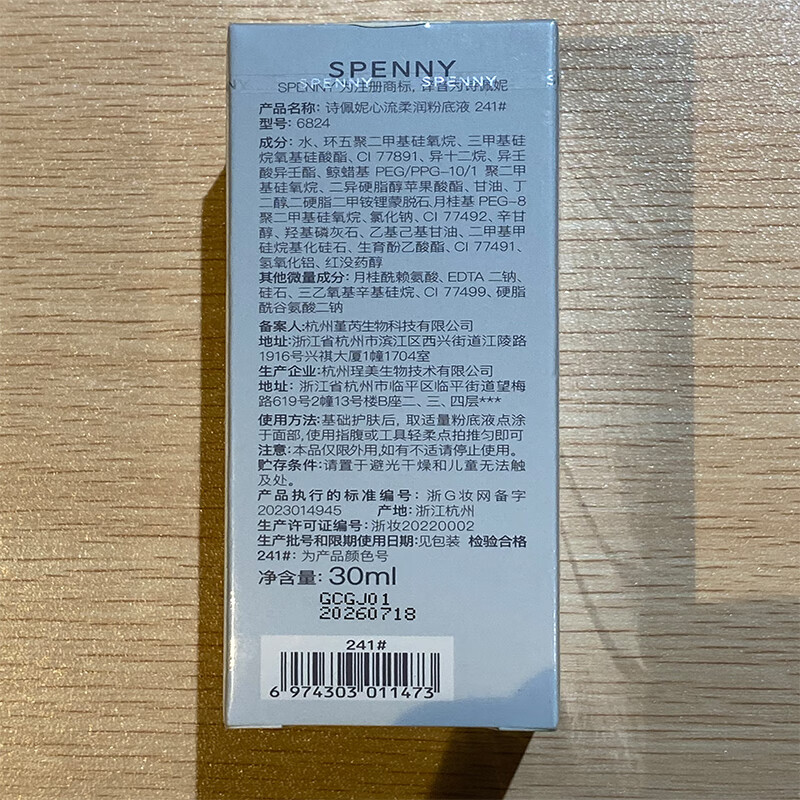 SPENNY
SPENNY 为注册商标，译音为诗佩妮
SPENNY SPENNY
产品名称：诗佩妮心流柔润粉底液 241#
型号：6824
成分：水、环五聚二甲基硅氧烷、三甲基硅
烷氧基硅酸酯、CI 77891、异十二烷、异壬
酸异壬酯、鲸蜡基 PEG/PPG-10/1 聚二甲
基硅氧烷、二异硬脂醇苹果酸酯、甘油、丁
二醇、二硬脂二甲铵锂蒙脱石、月桂基 PEG-8
聚二甲基硅氧烷、氯化钠、CI 77492、辛甘
醇、羟基磷灰石、乙基己基甘油、二甲基甲
硅烷基化硅石、生育酚乙酸酯、CI 77491、
氢氧化铝、红没药醇
其他微量成分：月桂酰赖氨酸、EDTA 二钠、
硅石、三乙氧基辛基硅烷、CI 77499、硬脂
酰谷氨酸二钠
备案人:杭州堇芮生物科技有限公司
地址:浙江省杭州市滨江区西兴街道江陵路
1916号兴祺大厦1幢1704室
生产企业:杭州珵美生物技术有限公司
地址：浙江省杭州市临平区临平街道望梅
路619号2幢13号楼B座二、三、四层***
使用方法:基础护肤后，取适量粉底液点涂
于面部,使用指腹或工具轻柔点拍推匀即可
注意:本品仅限外用,如有不适请停止使用。
贮存条件:请置于避光干燥和儿童无法触
及处。
产品执行的标准编号：浙G妆网备字
2023014945 产地：浙江杭州
生产许可证编号:浙妆20220002
生产批号和限期使用日期:见包装 检验合格
241#：为产品颜色号
净含量：30ml
GCGJ01
20260718
241#
6 974303 011473